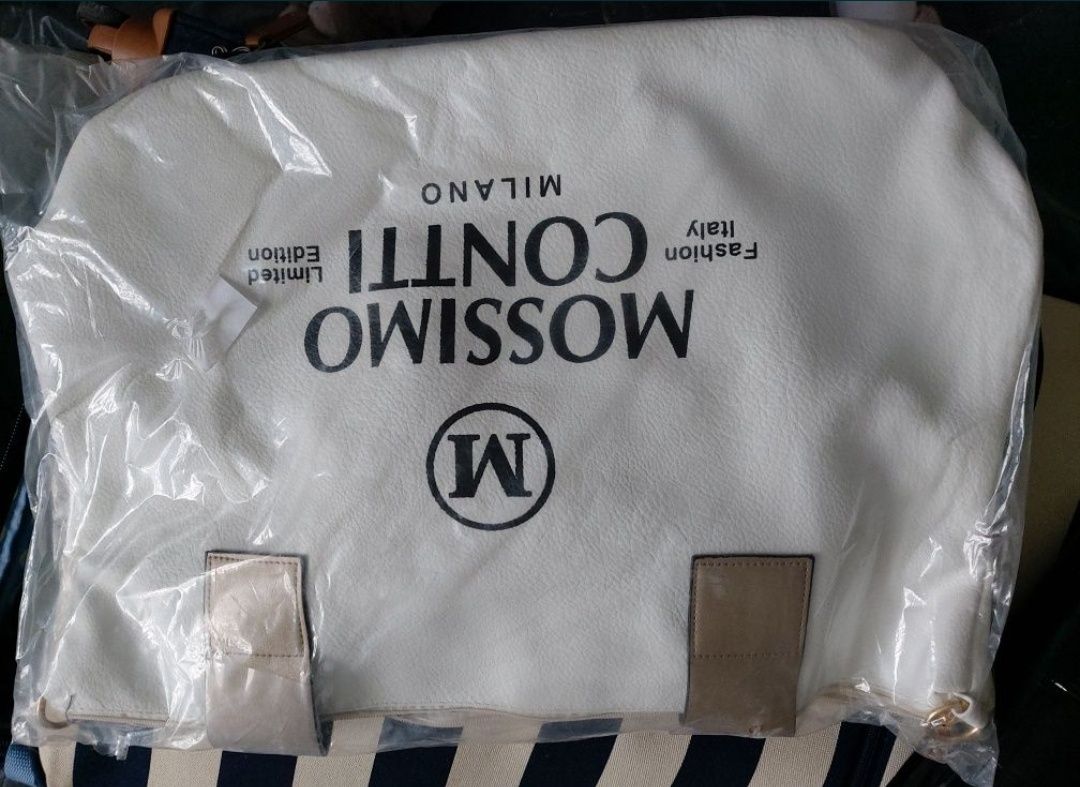 M
MOSSIMO
Fashion
Italy
CONTTI
Limited
Edition
MILANO